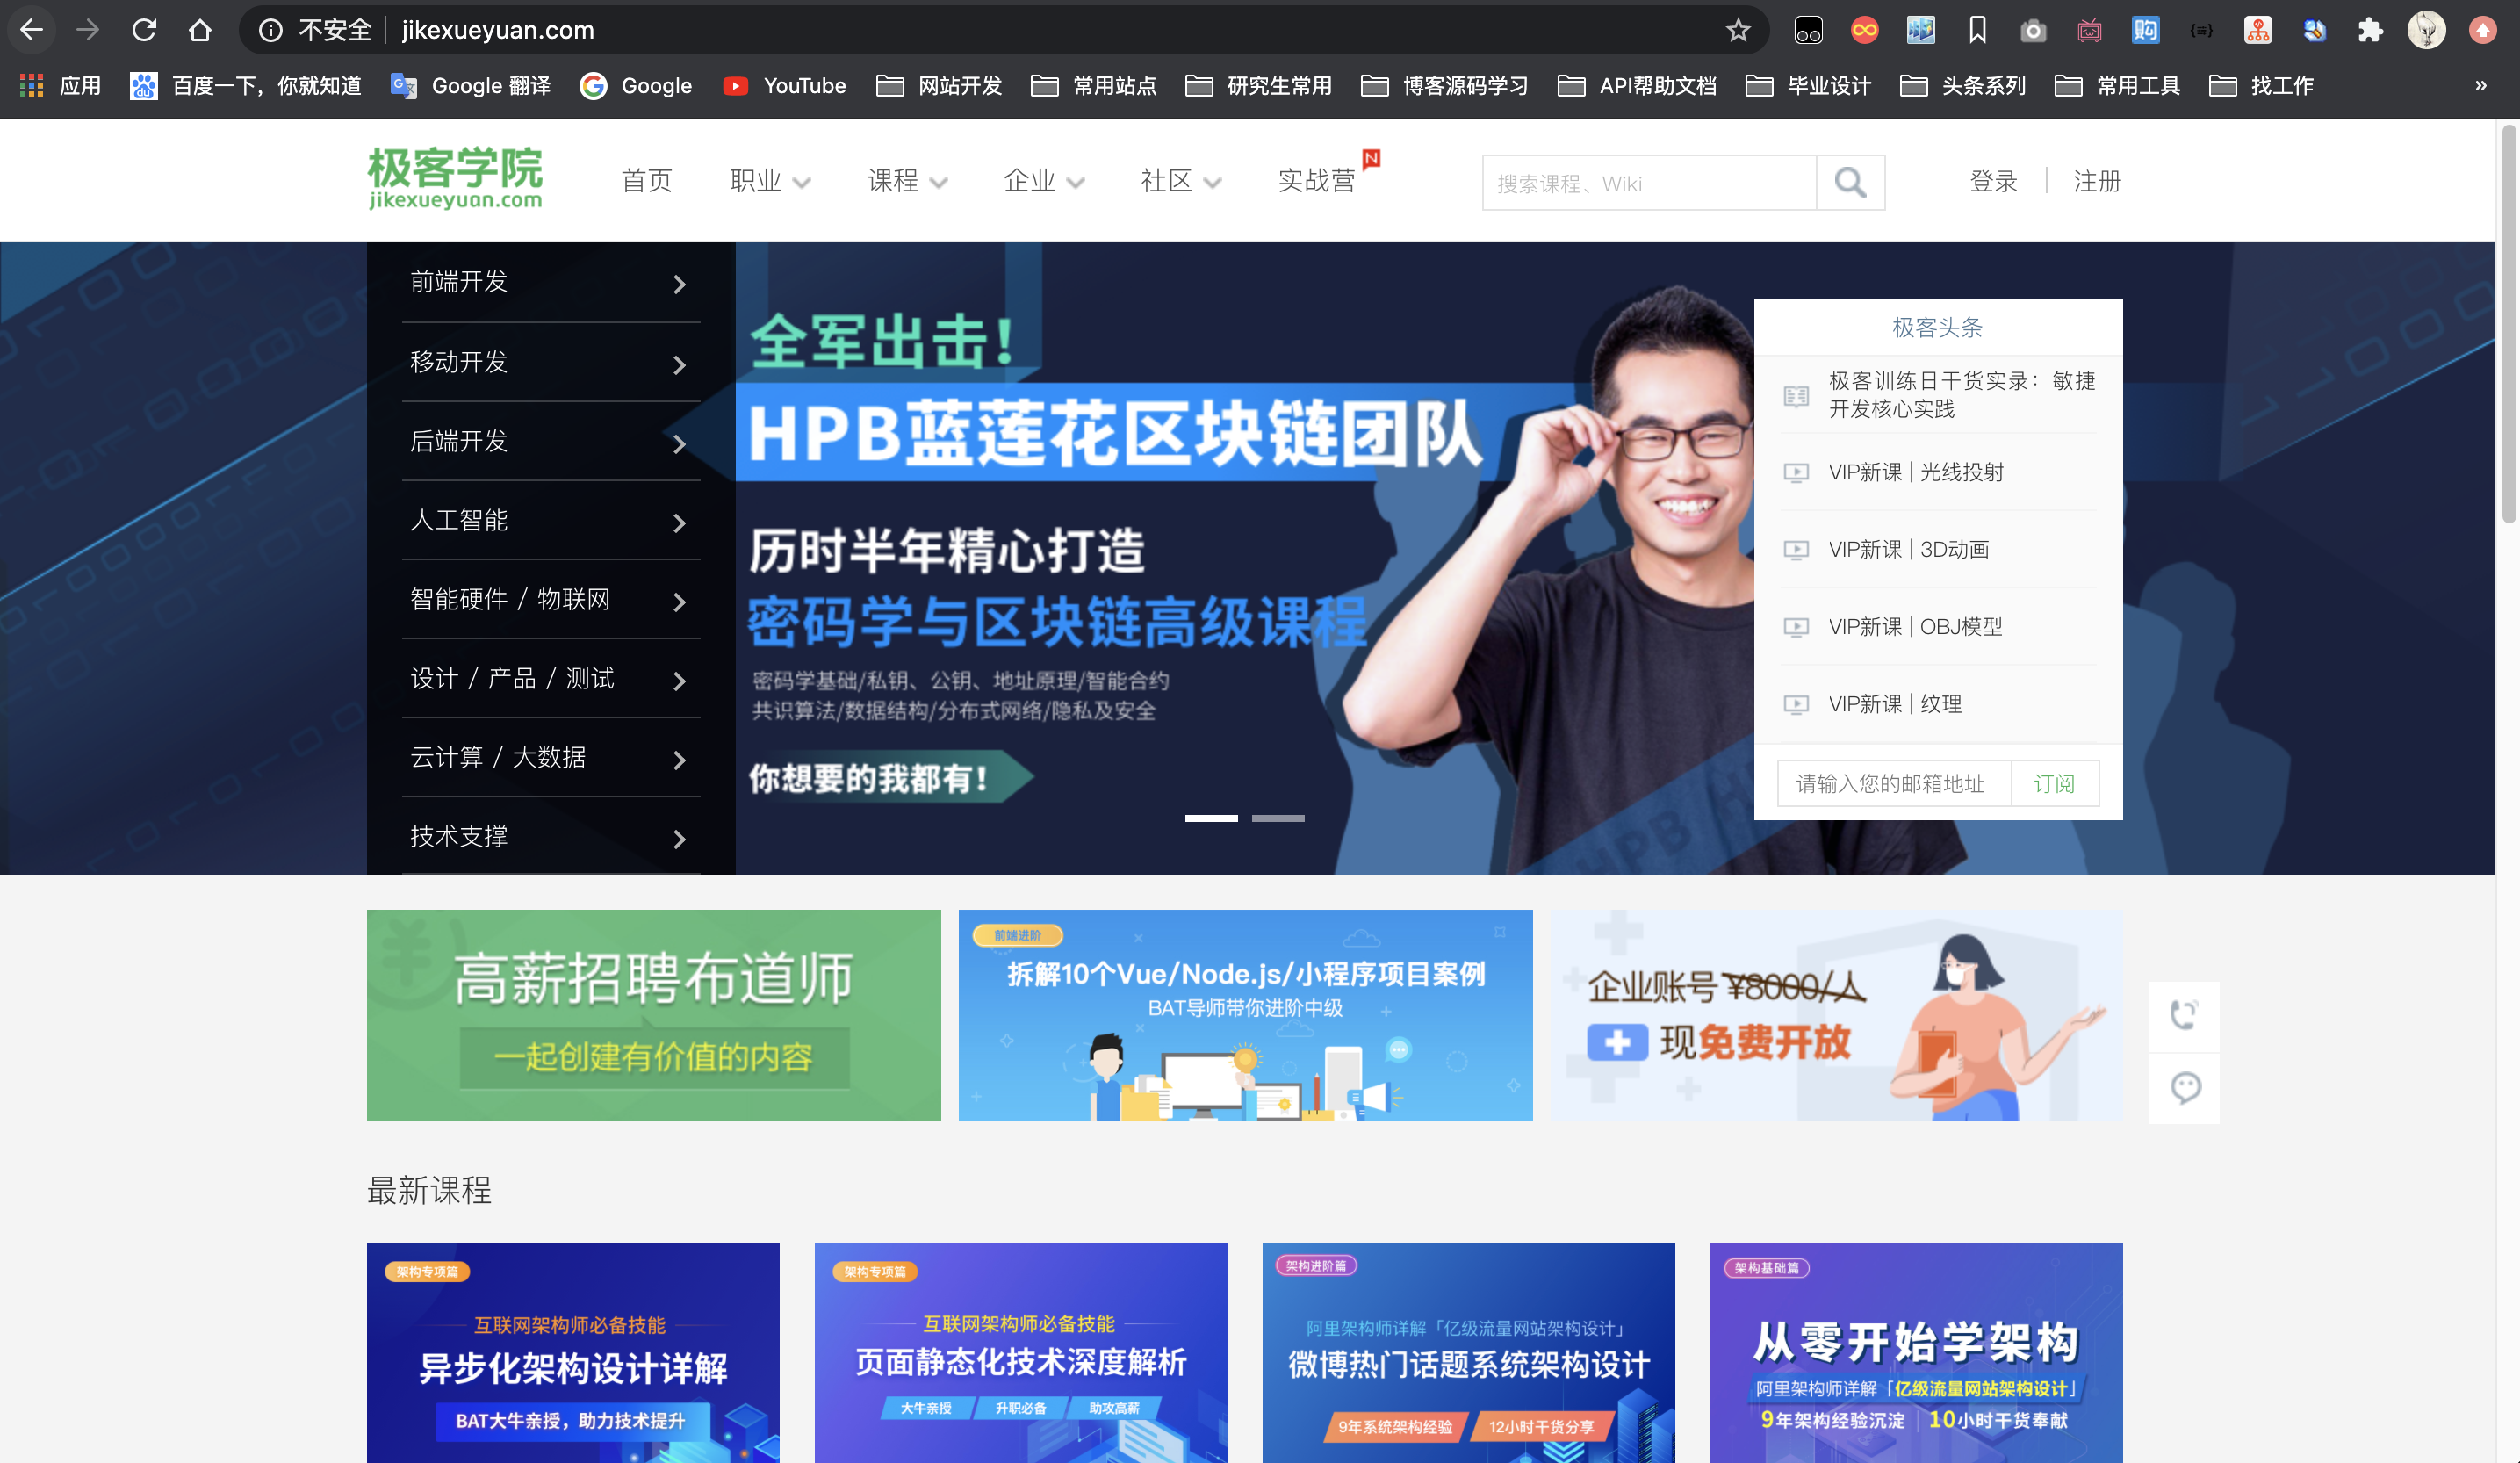 不安全 jikexueyuan.com
应用 百度一下，你就知道 Google 翻译 Google YouTube 网站开发 常用站点 研究生常用 博客源码学习 API帮助文档 毕业设计 头条系列 常用工具 找工作 »
极客学院
jikexueyuan.com
首页 职业 课程 企业 社区 实战营 N
搜索课程、Wiki
登录 注册
前端开发
移动开发
后端开发
人工智能
智能硬件 / 物联网
设计 / 产品 / 测试
云计算 / 大数据
技术支撑
全军出击！
HPB蓝莲花区块链团队
历时半年精心打造
密码学与区块链高级课程
密码学基础/私钥、公钥、地址原理/智能合约
共识算法/数据结构/分布式网络/隐私及安全
你想要的我都有！
HPB
极客头条
极客训练日干货实录：敏捷
开发核心实践
VIP新课 | 光线投射
VIP新课 | 3D动画
VIP新课 | OBJ模型
VIP新课 | 纹理
请输入您的邮箱地址 订阅
高薪招聘布道师
一起创建有价值的内容
前端进阶
拆解10个Vue/Node.js/小程序项目案例
BAT导师带你进阶中级
企业账号 ¥8000/人
现免费开放
最新课程
架构专项篇
互联网架构师必备技能
异步化架构设计详解
BAT大牛亲授，助力技术提升
架构专项篇
互联网架构师必备技能
页面静态化技术深度解析
大牛亲授 升职必备 助攻高薪
架构进阶篇
阿里架构师详解「亿级流量网站架构设计」
微博热门话题系统架构设计
9年系统架构经验 12小时干货分享
架构基础篇
从零开始学架构
阿里架构师详解「亿级流量网站架构设计」
9年架构经验沉淀 10小时干货奉献